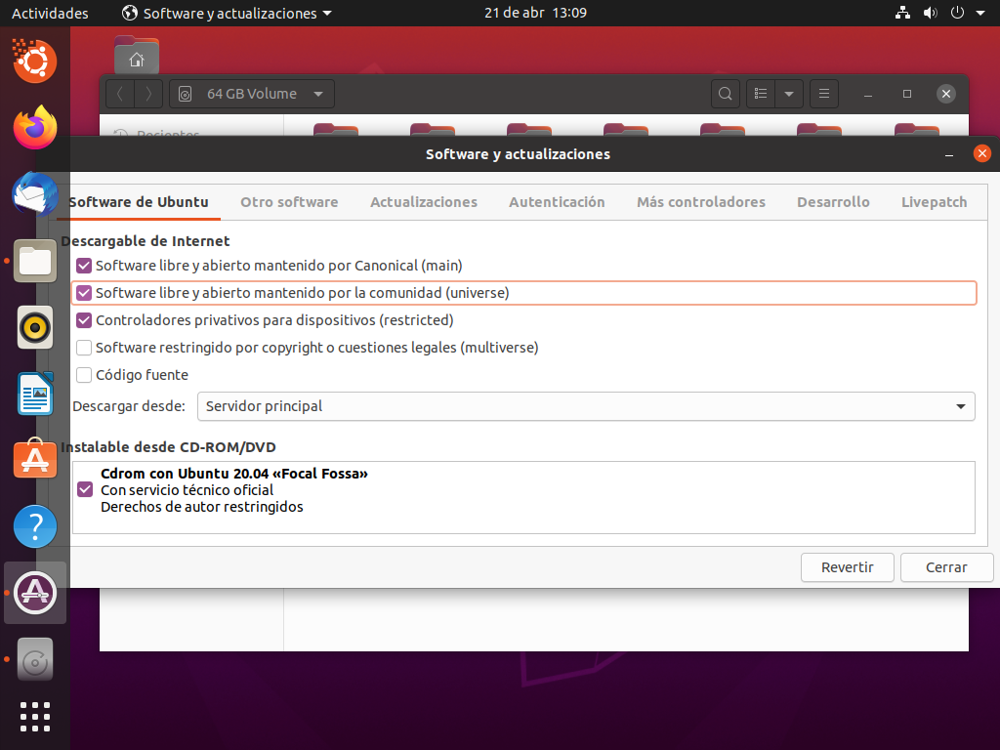 Actividades
Software y actualizaciones
21 de abr 13:09
64 GB Volume
Recientes
Software y actualizaciones
Software de Ubuntu
Otro software
Actualizaciones
Autenticación
Más controladores
Desarrollo
Livepatch
Descargable de Internet
Software libre y abierto mantenido por Canonical (main)
Software libre y abierto mantenido por la comunidad (universe)
Controladores privativos para dispositivos (restricted)
Software restringido por copyright o cuestiones legales (multiverse)
Código fuente
Descargar desde: Servidor principal
Instalable desde CD-ROM/DVD
Cdrom con Ubuntu 20.04 «Focal Fossa»
Con servicio técnico oficial
Derechos de autor restringidos
Revertir
Cerrar